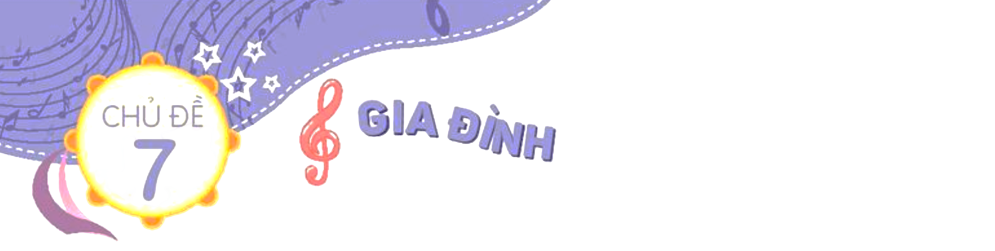 CHỦ ĐỀ
7
GIA ĐÌNH